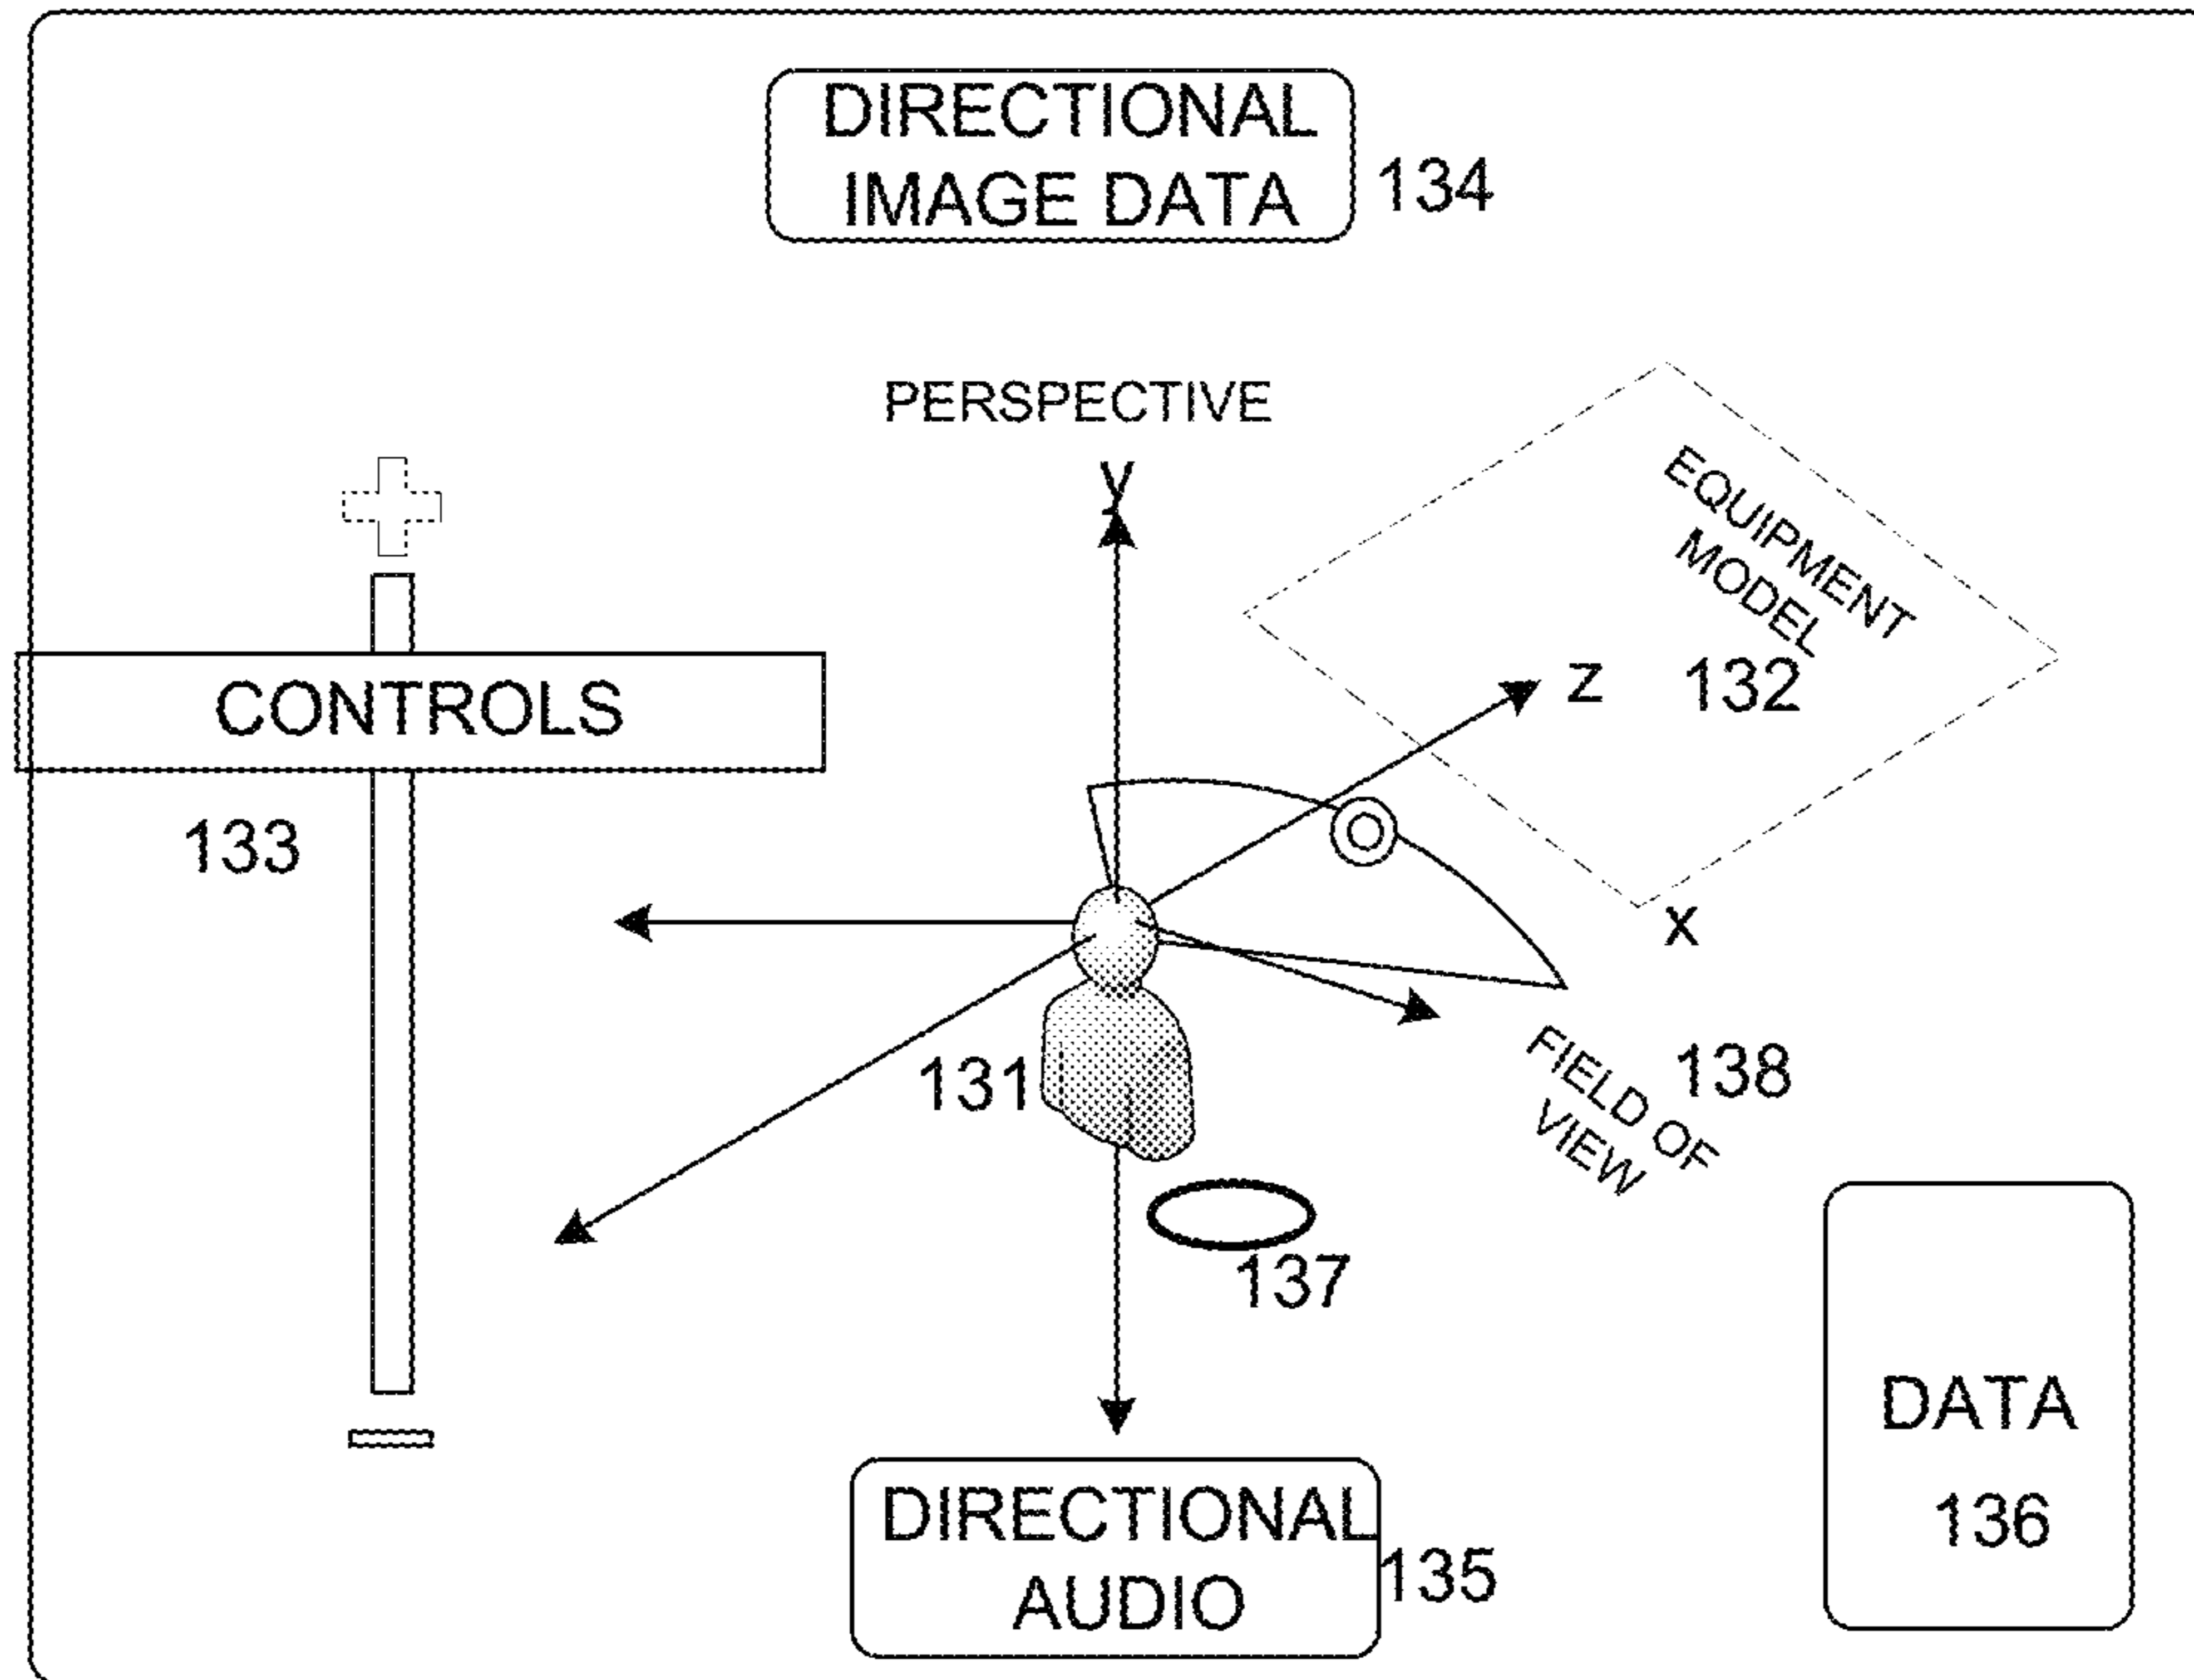 DIRECTIONAL
IMAGE DATA
134
PERSPECTIVE
y
EQUIPMENT
MODEL
132
z
CONTROLS
133
x
131
138
FIELD OF
VIEW
137
DIRECTIONAL
AUDIO
135
DATA
136